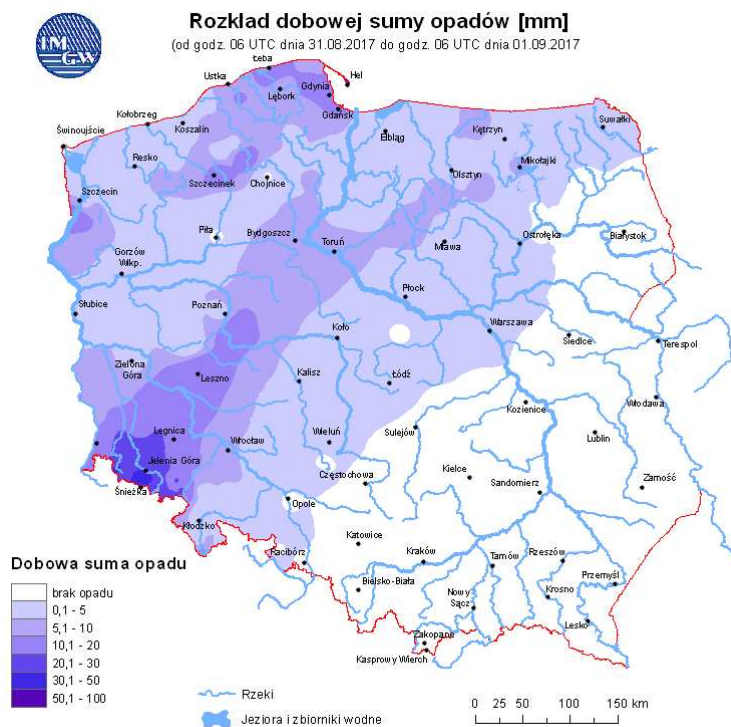 IM
GW
Rozkład dobowej sumy opadów [mm]
(od godz. 06 UTC dnia 31.08.2017 do godz. 06 UTC dnia 01.09.2017
Łeba
Hel
Ustka
Gdynia
Lębork
Gdańsk
Kołobrzeg
Koszalin
Suwałki
Świnoujście
Elbląg
Kętrzyn
Resko
Mikołajki
Szczecinek
Chojnice
Olsztyn
Szczecin
Piła
Bydgoszcz
Toruń
Mława
Ostrołęka
Białystok
Gorzów
Wlkp.
Płock
Słubice
Poznań
Koło
Warszawa
Siedlce
Terespol
Zielona
Góra
Leszno
Kalisz
Łódź
Kozienice
Włodawa
Legnica
Wrocław
Wieluń
Sulejów
Lublin
Jelenia Góra
Śnieżka
Częstochowa
Kielce
Sandomierz
Zamość
Opole
Kłodzko
Katowice
Racibórz
Kraków
Tarnów
Rzeszów
Bielsko-Biała
Nowy
Sącz
Krosno
Przemyśl
Lesko
Zakopane
Kasprowy Wierch
Dobowa suma opadu
brak opadu
0,1 - 5
5,1 - 10
10,1 - 20
20,1 - 30
30,1 - 50
50,1 - 100
Rzeki
Jeziora i zbiorniki wodne
0 25 50 100 150 km